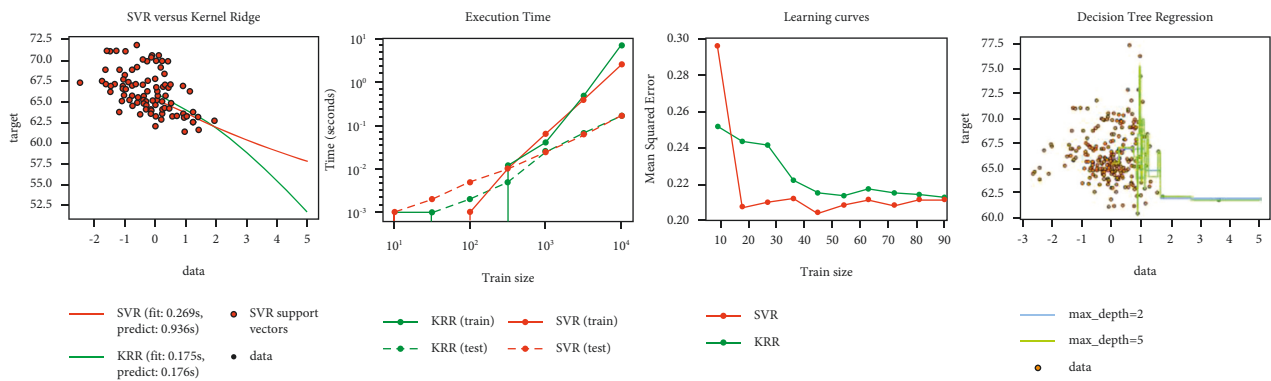 SVR versus Kernel Ridge
72.5
70.0
67.5
65.0
62.5
60.0
57.5
55.0
52.5
target
-2 -1 0 1 2 3 4 5
data
SVR (fit: 0.269s,
predict: 0.936s)
KRR (fit: 0.175s,
predict: 0.176s)
SVR support
vectors
data
Execution Time
10¹
10⁰
10⁻¹
10⁻²
10⁻³
Time (seconds)
10¹ 10² 10³ 10⁴
Train size
KRR (train)
KRR (test)
SVR (train)
SVR (test)
Learning curves
0.30
0.28
0.26
0.24
0.22
0.20
Mean Squared Error
10 20 30 40 50 60 70 80 90
Train size
SVR
KRR
Decision Tree Regression
77.5
75.0
72.5
70.0
67.5
65.0
62.5
60.0
target
-3 -2 -1 0 1 2 3 4 5
data
max_depth=2
max_depth=5
data